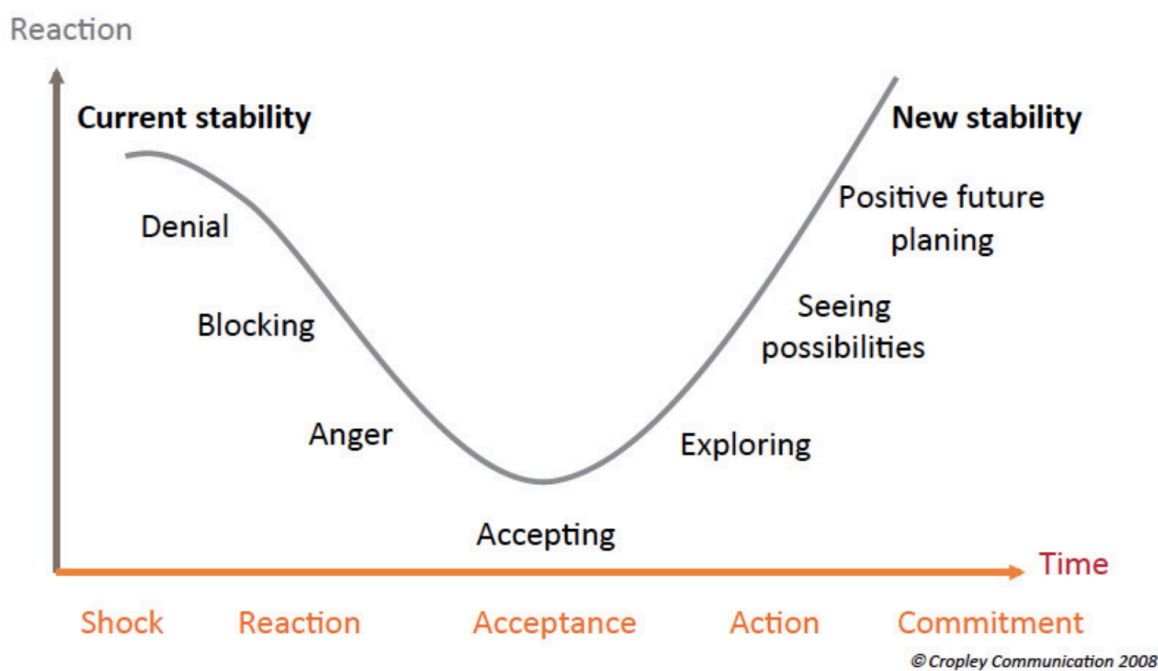 Reaction
Current stability
New stability
Denial
Positive future
planing
Blocking
Seeing
possibilities
Anger
Exploring
Accepting
Time
Shock
Reaction
Acceptance
Action
Commitment
© Cropley Communication 2008